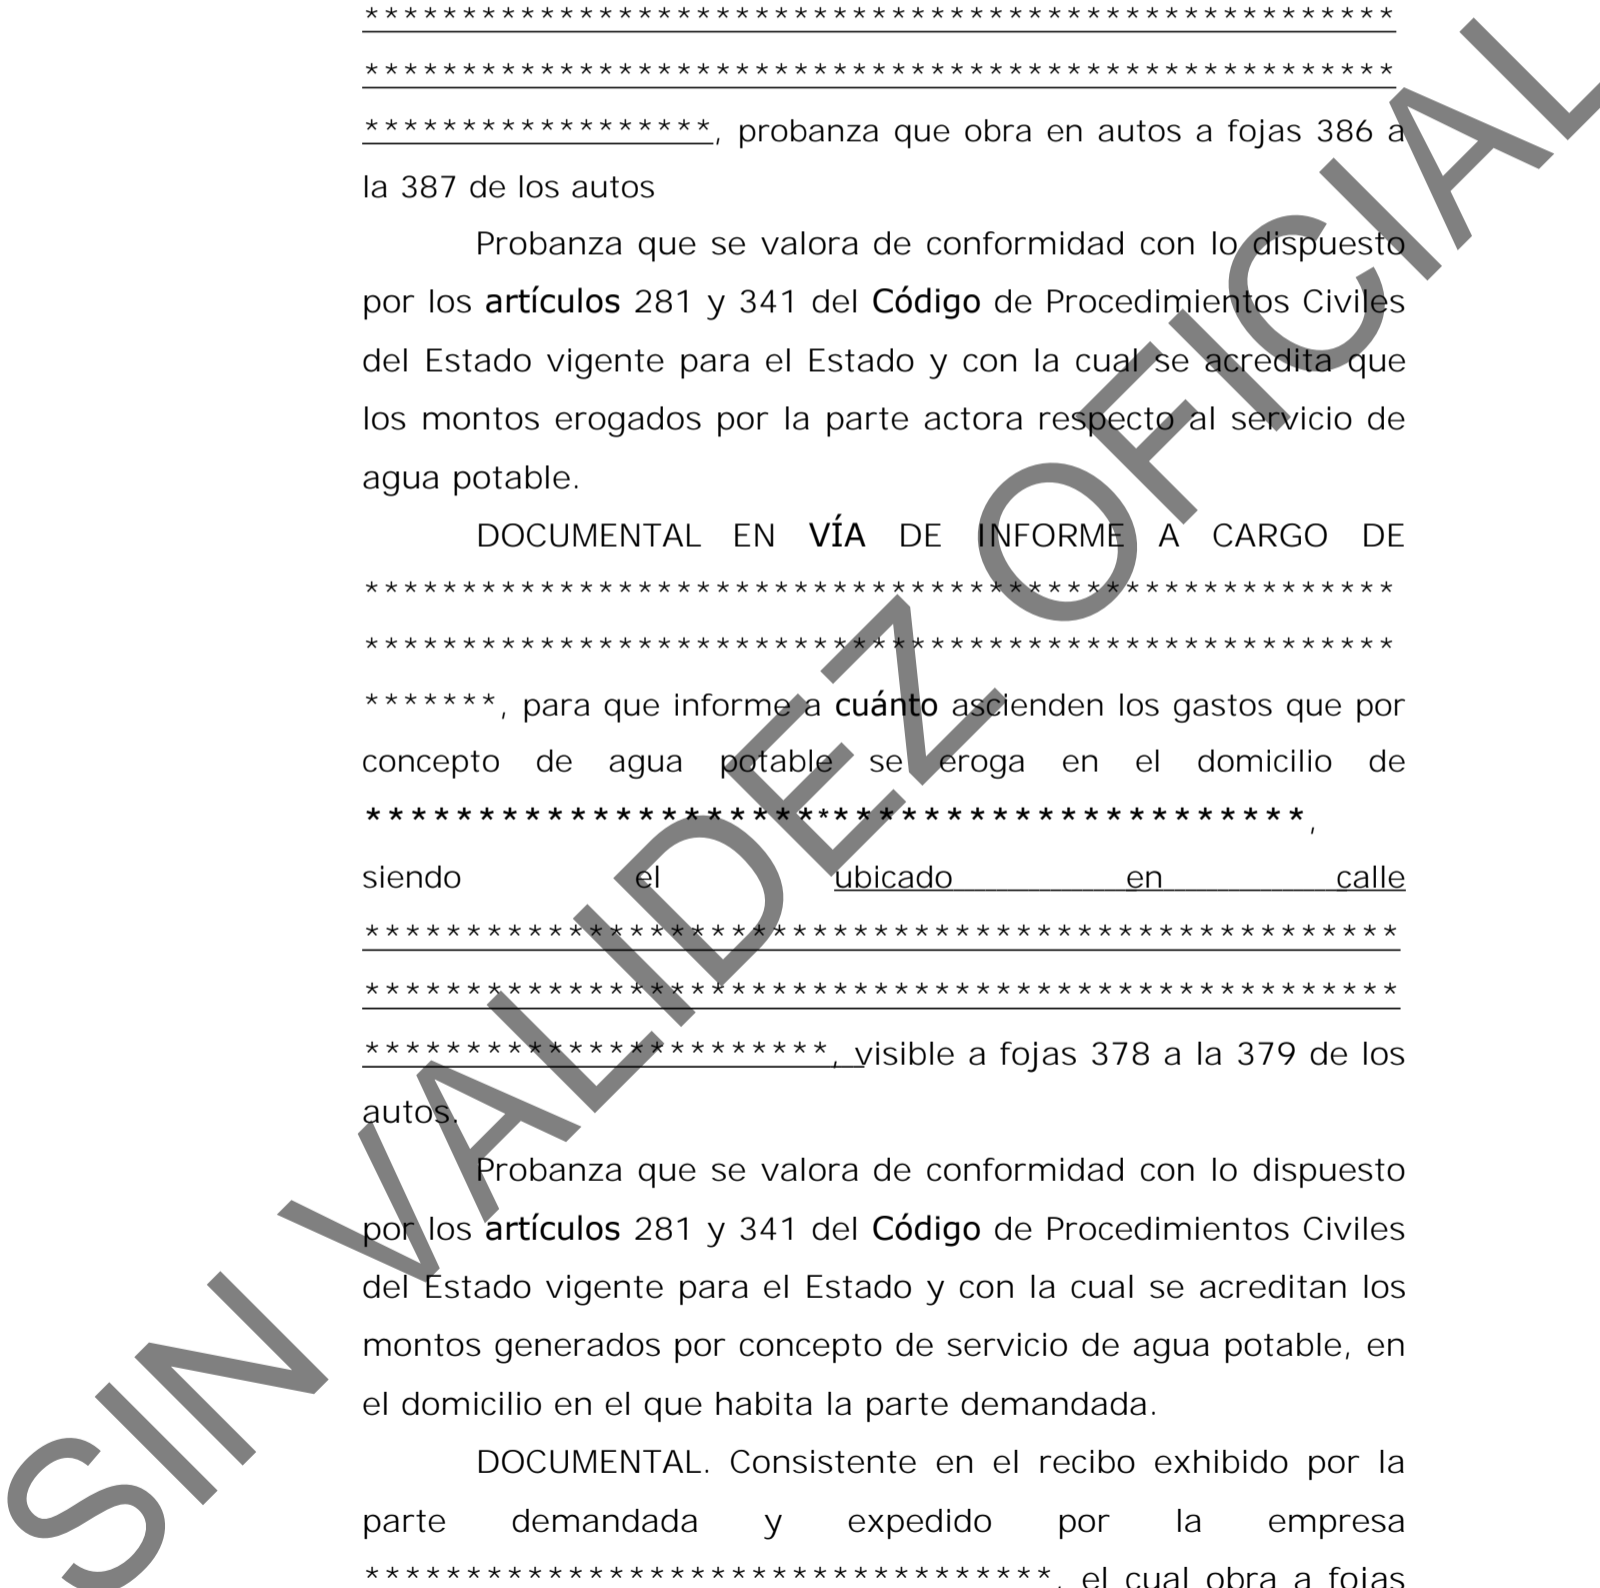 *****************************************************
*****************************************************
******************, probanza que obra en autos a fojas 386 a
la 387 de los autos
Probanza que se valora de conformidad con lo dispuesto
por los artículos 281 y 341 del Código de Procedimientos Civiles
del Estado vigente para el Estado y con la cual se acredita que
los montos erogados por la parte actora respecto al servicio de
agua potable.
DOCUMENTAL EN VÍA DE INFORME A CARGO DE
*****************************************************
*****************************************************
*******, para que informe a cuánto ascienden los gastos que por
concepto de agua potable se eroga en el domicilio de
******************************************,
siendo el ubicado en calle
***************************************************
***************************************************
***********************, visible a fojas 378 a la 379 de los
autos.
Probanza que se valora de conformidad con lo dispuesto
por los artículos 281 y 341 del Código de Procedimientos Civiles
del Estado vigente para el Estado y con la cual se acreditan los
montos generados por concepto de servicio de agua potable, en
el domicilio en el que habita la parte demandada.
DOCUMENTAL. Consistente en el recibo exhibido por la
parte demandada y expedido por la empresa
**********************************, el cual obra a fojas
SIN VALIDEZ OFICIAL